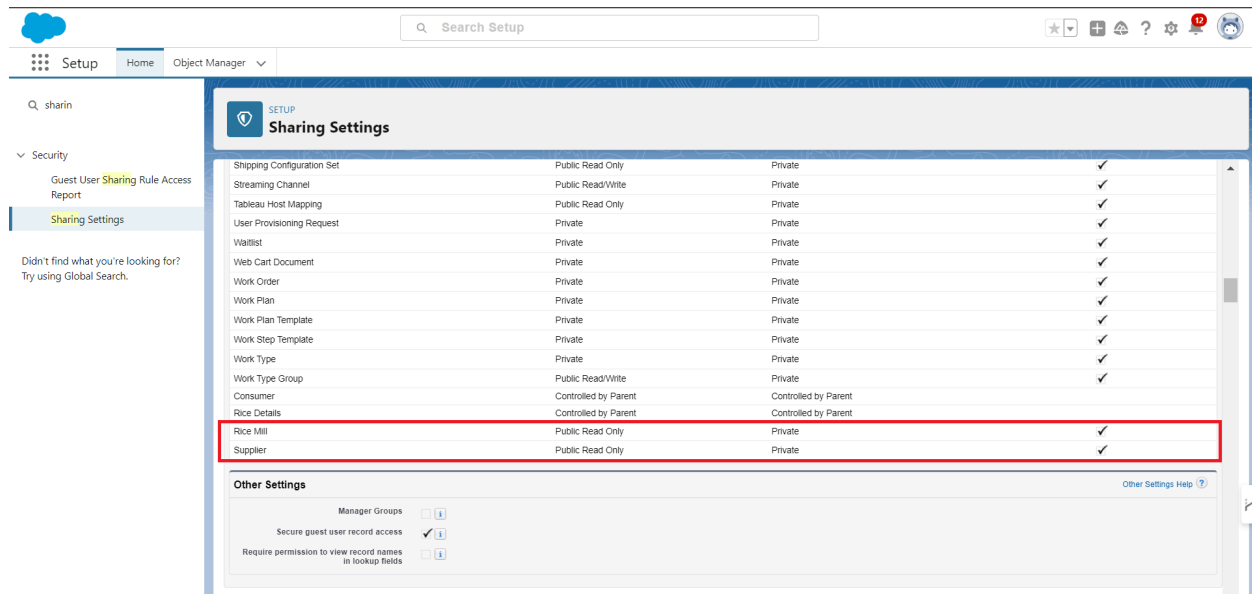 Search Setup
12
Setup
Home
Object Manager
sharin
Security
Guest User Sharing Rule Access
Report
Sharing Settings
Didn't find what you're looking for?
Try using Global Search.
SETUP
Sharing Settings
Shipping Configuration Set Public Read Only Private
Streaming Channel Public Read/Write Private
Tableau Host Mapping Public Read Only Private
User Provisioning Request Private Private
Waitlist Private Private
Web Cart Document Private Private
Work Order Private Private
Work Plan Private Private
Work Plan Template Private Private
Work Step Template Private Private
Work Type Private Private
Work Type Group Public Read/Write Private
Consumer Controlled by Parent Controlled by Parent
Rice Details Controlled by Parent Controlled by Parent
Rice Mill Public Read Only Private
Supplier Public Read Only Private
Other Settings
Other Settings Help ?
Manager Groups
Secure guest user record access
Require permission to view record names
in lookup fields